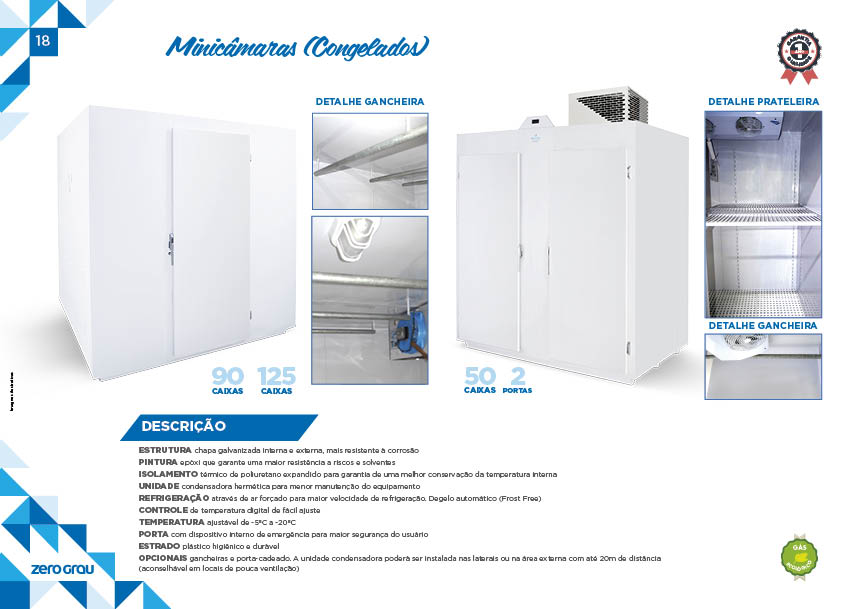 18
Minicâmaras (Congelados)
GARANTIA
1
DETALHE GANCHEIRA
DETALHE PRATELEIRA
DETALHE GANCHEIRA
90 CAIXAS
125 CAIXAS
50 CAIXAS
2 PORTAS
DESCRIÇÃO
ESTRUTURA chapa galvanizada interna e externa, mais resistente à corrosão
PINTURA epóxi que garante uma maior resistência a riscos e solventes
ISOLAMENTO térmico de poliuretano expandido para garantia de uma melhor conservação da temperatura interna
UNIDADE condensadora hermética para menor manutenção do equipamento
REFRIGERAÇÃO através de ar forçado para maior velocidade de refrigeração. Degelo automático (Frost Free)
CONTROLE de temperatura digital de fácil ajuste
TEMPERATURA ajustável de -5ºC a -20ºC
PORTA com dispositivo interno de emergência para maior segurança do usuário
ESTRADO plástico higiênico e durável
OPCIONAIS gancheiras e porta-cadeado. A unidade condensadora poderá ser instalada nas laterais ou na área externa com até 20m de distância
(aconselhável em locais de pouca ventilação)
zero grau
GÁS
ECOLÓGICO